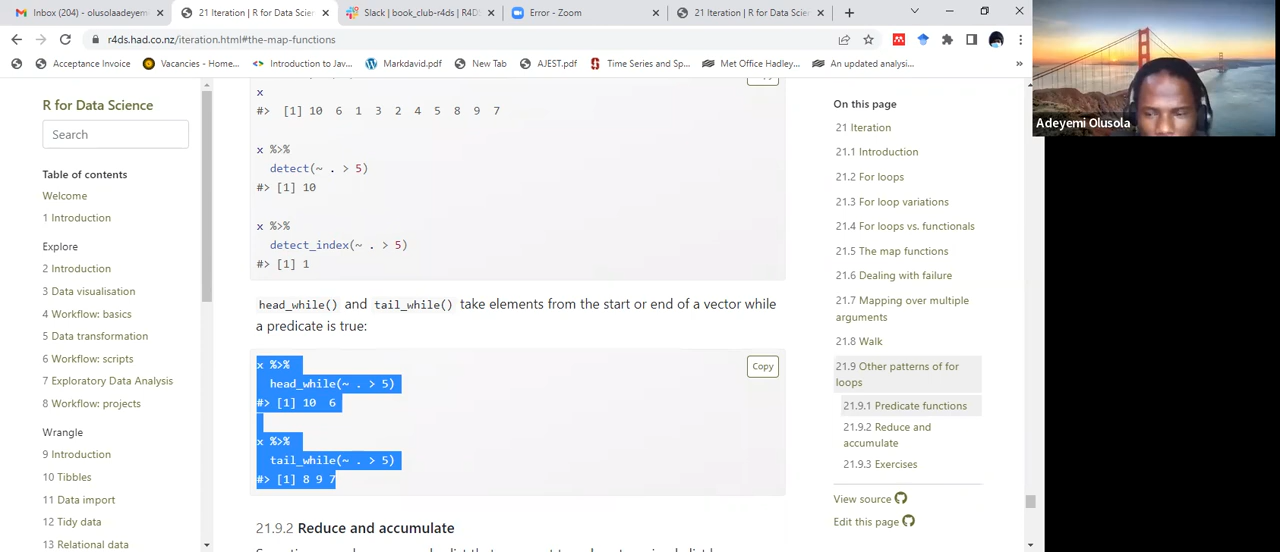 Inbox (204) - olusolaadeyemi
21 Iteration | R for Data Science
Slack | book_club-r4ds | R4DS
Error - Zoom
21 Iteration | R for Data Science
r4ds.had.co.nz/iteration.html#the-map-functions
Acceptance Invoice
Vacancies - Home...
Introduction to Jav...
Markdavid.pdf
New Tab
AJEST.pdf
Time Series and Sp...
Met Office Hadley...
An updated analysi...
»
R for Data Science
Search
Table of contents
Welcome
1 Introduction
Explore
2 Introduction
3 Data visualisation
4 Workflow: basics
5 Data transformation
6 Workflow: scripts
7 Exploratory Data Analysis
8 Workflow: projects
Wrangle
9 Introduction
10 Tibbles
11 Data import
12 Tidy data
13 Relational data
x
#>  [1] 10  6  1  3  2  4  5  8  9  7
x %>%
  detect(~ . > 5)
#> [1] 10
x %>%
  detect_index(~ . > 5)
#> [1] 1
head_while() and tail_while() take elements from the start or end of a vector while
a predicate is true:
Copy
x %>%
  head_while(~ . > 5)
#> [1] 10  6
x %>%
  tail_while(~ . > 5)
#> [1] 8 9 7
21.9.2 Reduce and accumulate
On this page
21 Iteration
21.1 Introduction
21.2 For loops
21.3 For loop variations
21.4 For loops vs. functionals
21.5 The map functions
21.6 Dealing with failure
21.7 Mapping over multiple
arguments
21.8 Walk
21.9 Other patterns of for
loops
21.9.1 Predicate functions
21.9.2 Reduce and
accumulate
21.9.3 Exercises
View source
Edit this page
Adeyemi Olusola